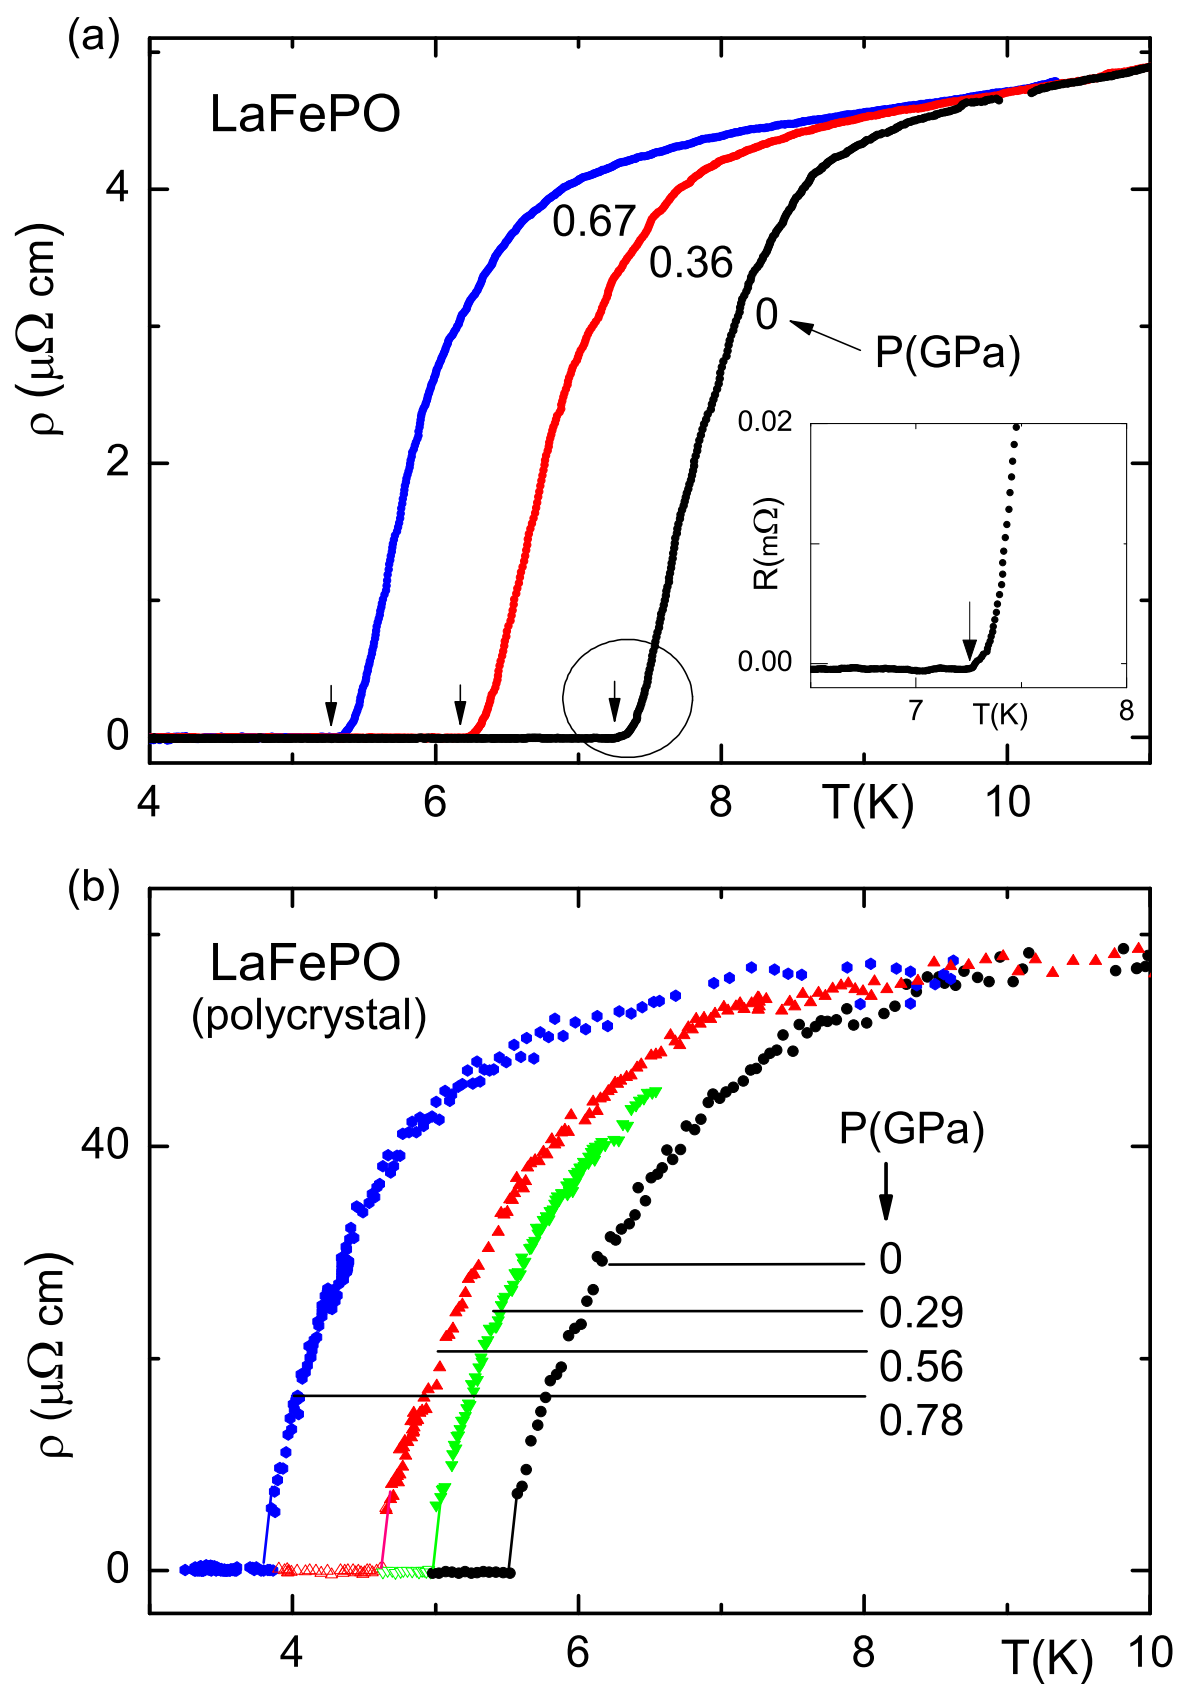 (a)
LaFePO
0.67
0.36
0
P(GPa)
ρ (μΩ cm)
4
2
0
0.02
R(mΩ)
0.00
7
T(K)
8
4
6
8
T(K)
10
(b)
LaFePO
(polycrystal)
P(GPa)
0
0.29
0.56
0.78
ρ (μΩ cm)
40
0
4
6
8
T(K)
10